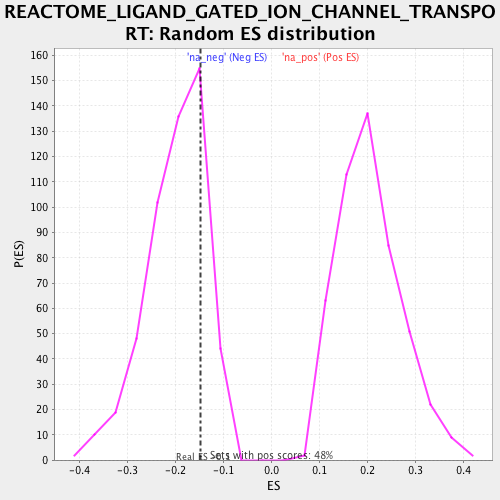 REACTOME_LIGAND_GATED_ION_CHANNEL_TRANSPO
RT: Random ES distribution
'na_neg' (Neg ES) 'na_pos' (Pos ES)
160
150
140
130
120
110
100
90
80
70
60
50
40
30
20
10
0
P(ES)
Real ES
Sets with pos scores: 48%
-0.4 -0.3 -0.2 -0.1 0.0 0.1 0.2 0.3 0.4
ES